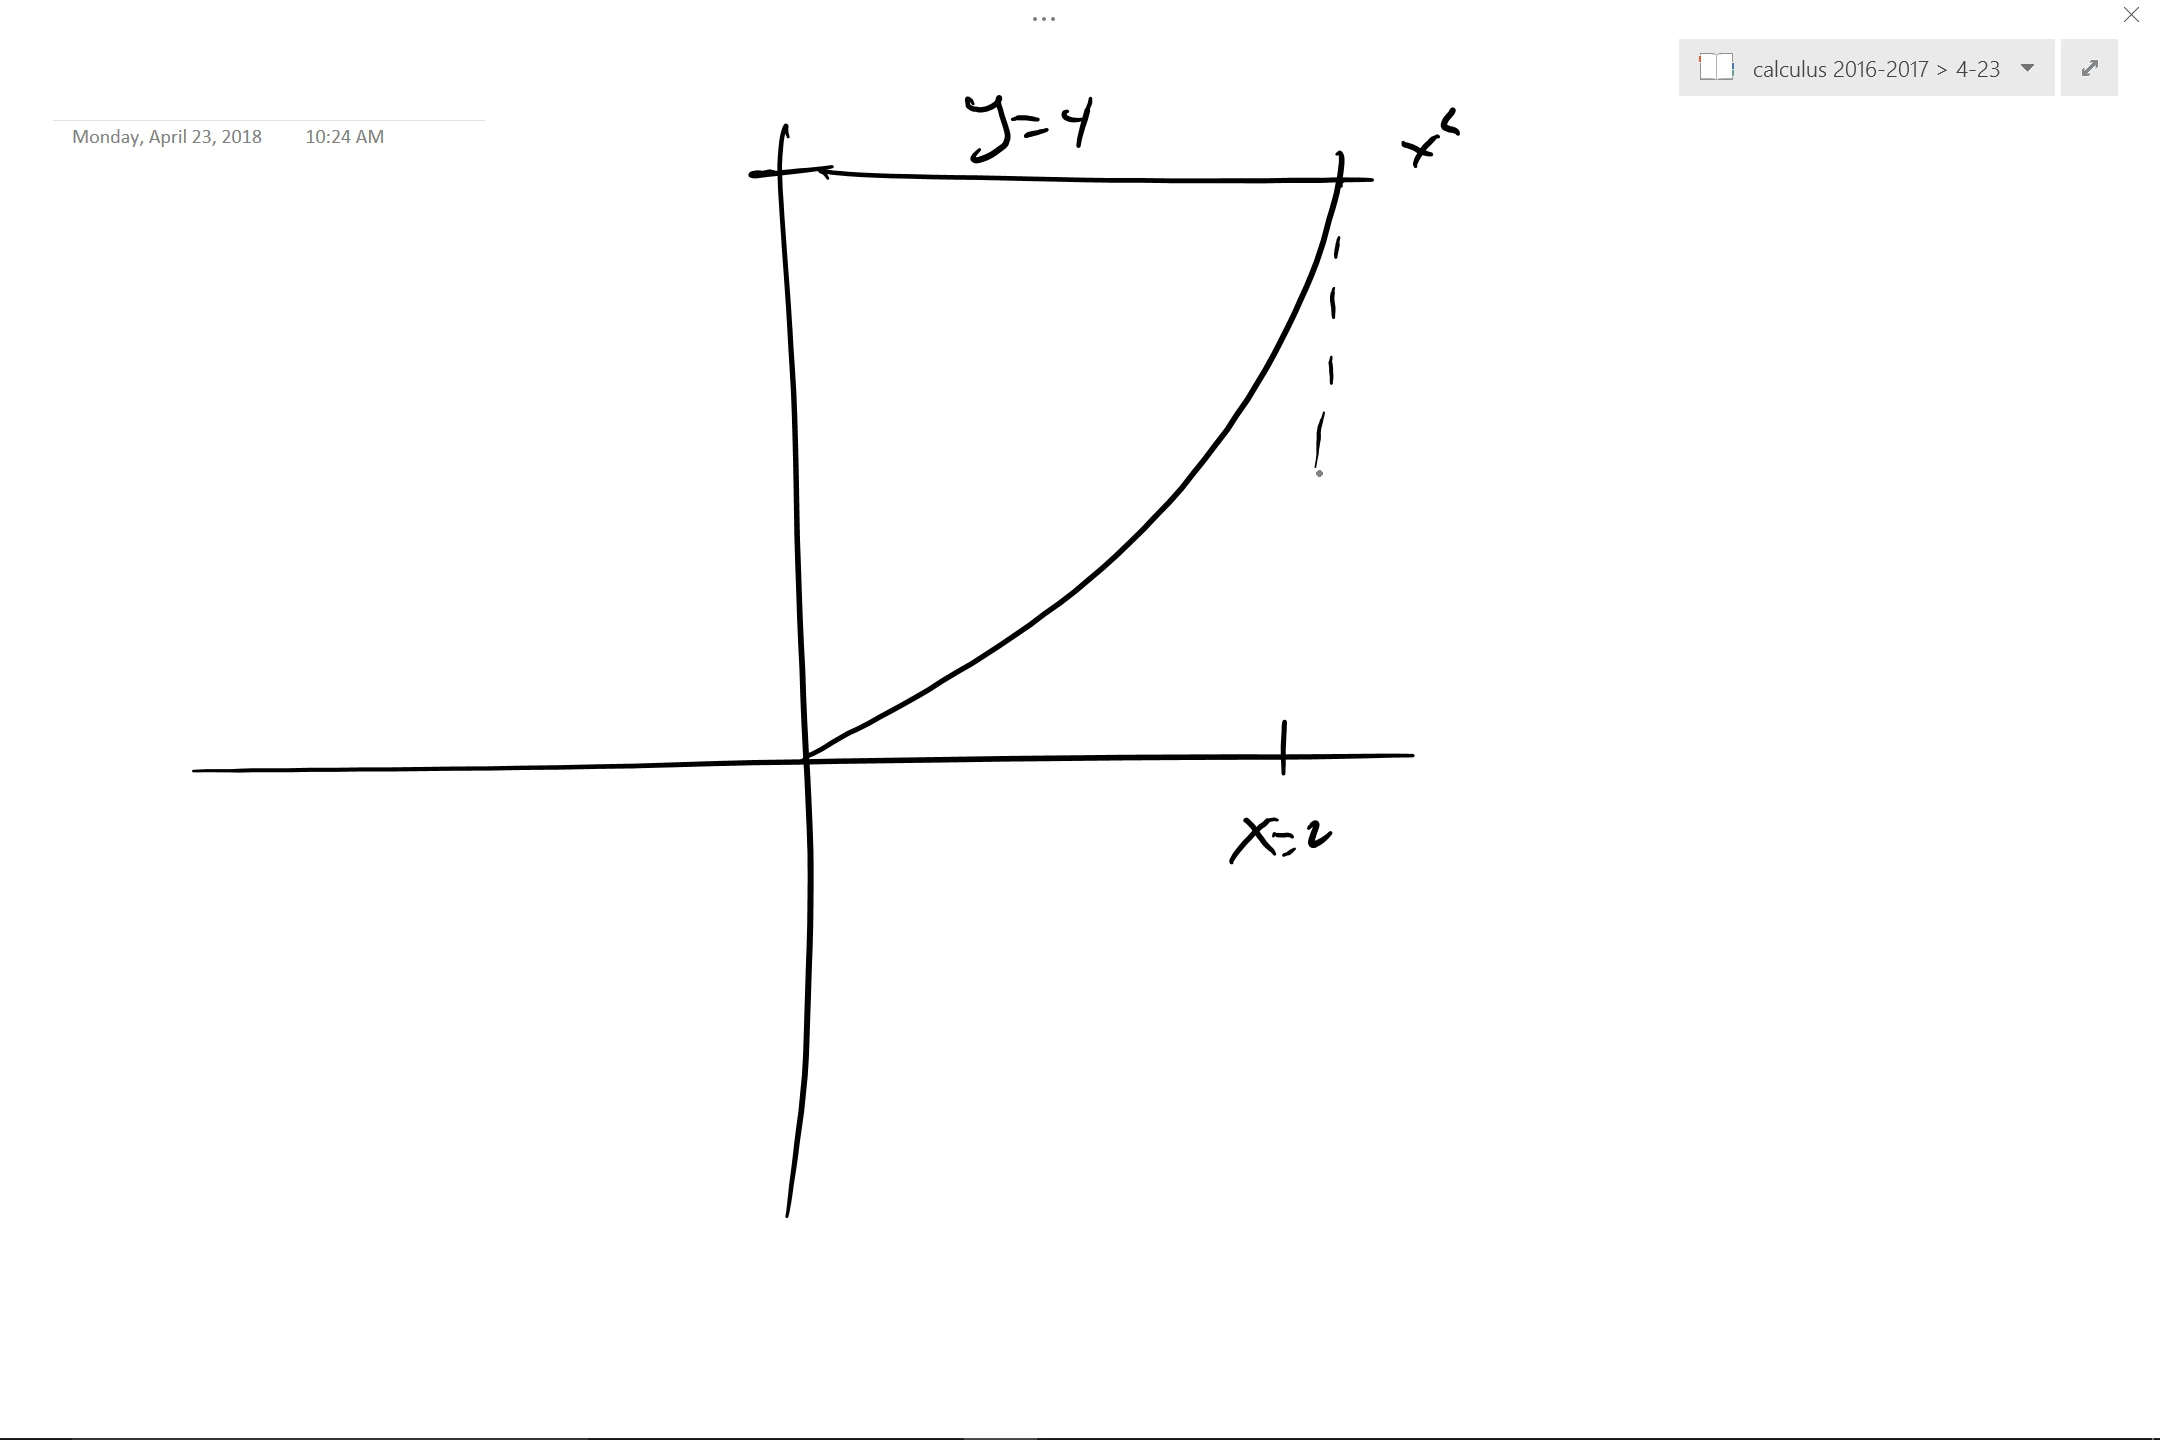 calculus 2016-2017 > 4-23
Monday, April 23, 2018 10:24 AM
y=4
x²
x=2